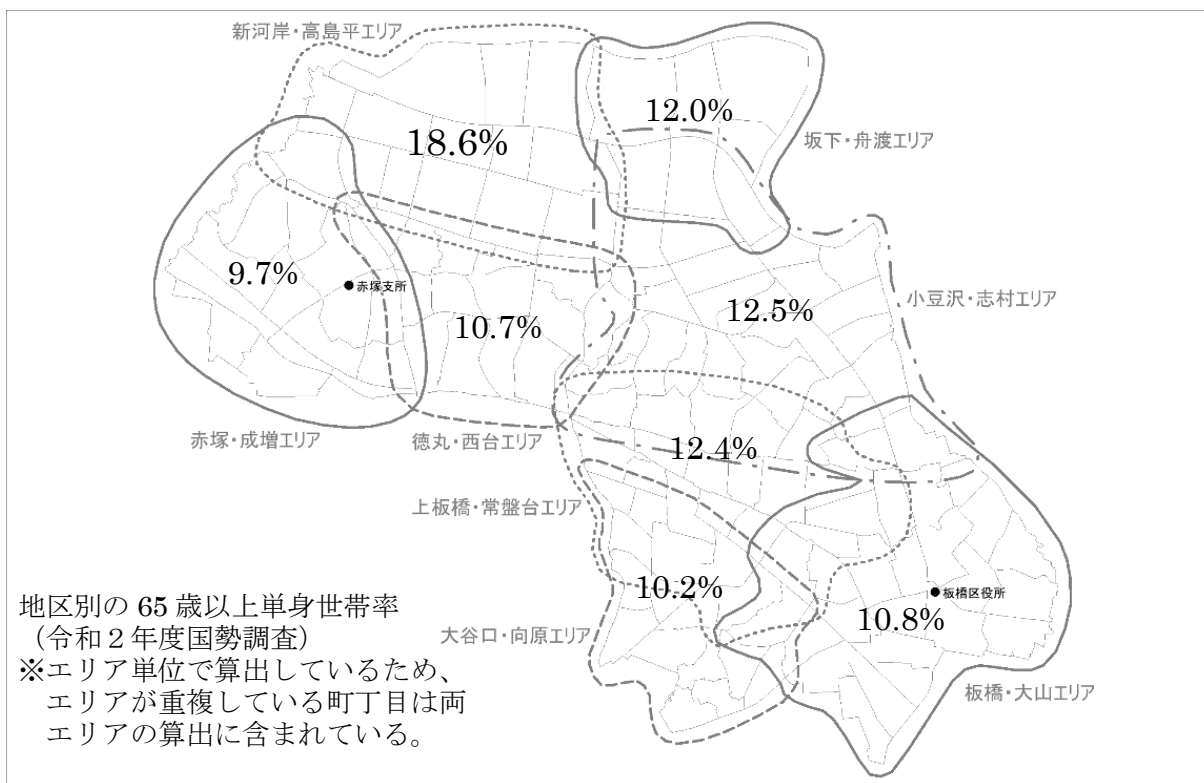 新河岸・高島平エリア
12.0%
坂下・舟渡エリア
18.6%
9.7%
赤塚支所
12.5%
小豆沢・志村エリア
10.7%
赤塚・成増エリア
徳丸・西台エリア
12.4%
上板橋・常盤台エリア
10.2%
板橋区役所
10.8%
大谷口・向原エリア
板橋・大山エリア
地区別の 65 歳以上単身世帯率
（令和２年度国勢調査）
※エリア単位で算出しているため、
エリアが重複している町丁目は両
エリアの算出に含まれている。